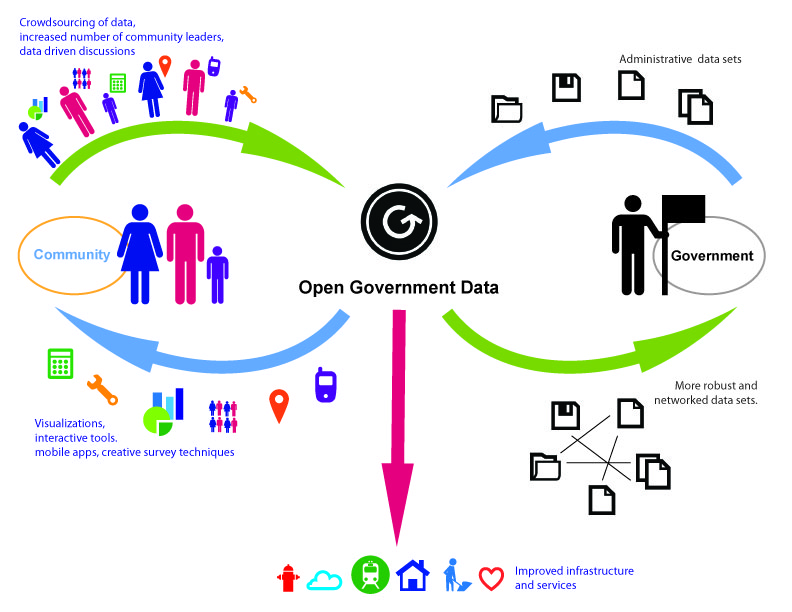 Crowdsourcing of data,
increased number of community leaders,
data driven discussions
Administrative data sets
Community
Government
Open Government Data
More robust and
networked data sets.
Visualizations,
interactive tools.
mobile apps, creative survey techniques
Improved infrastructure
and services